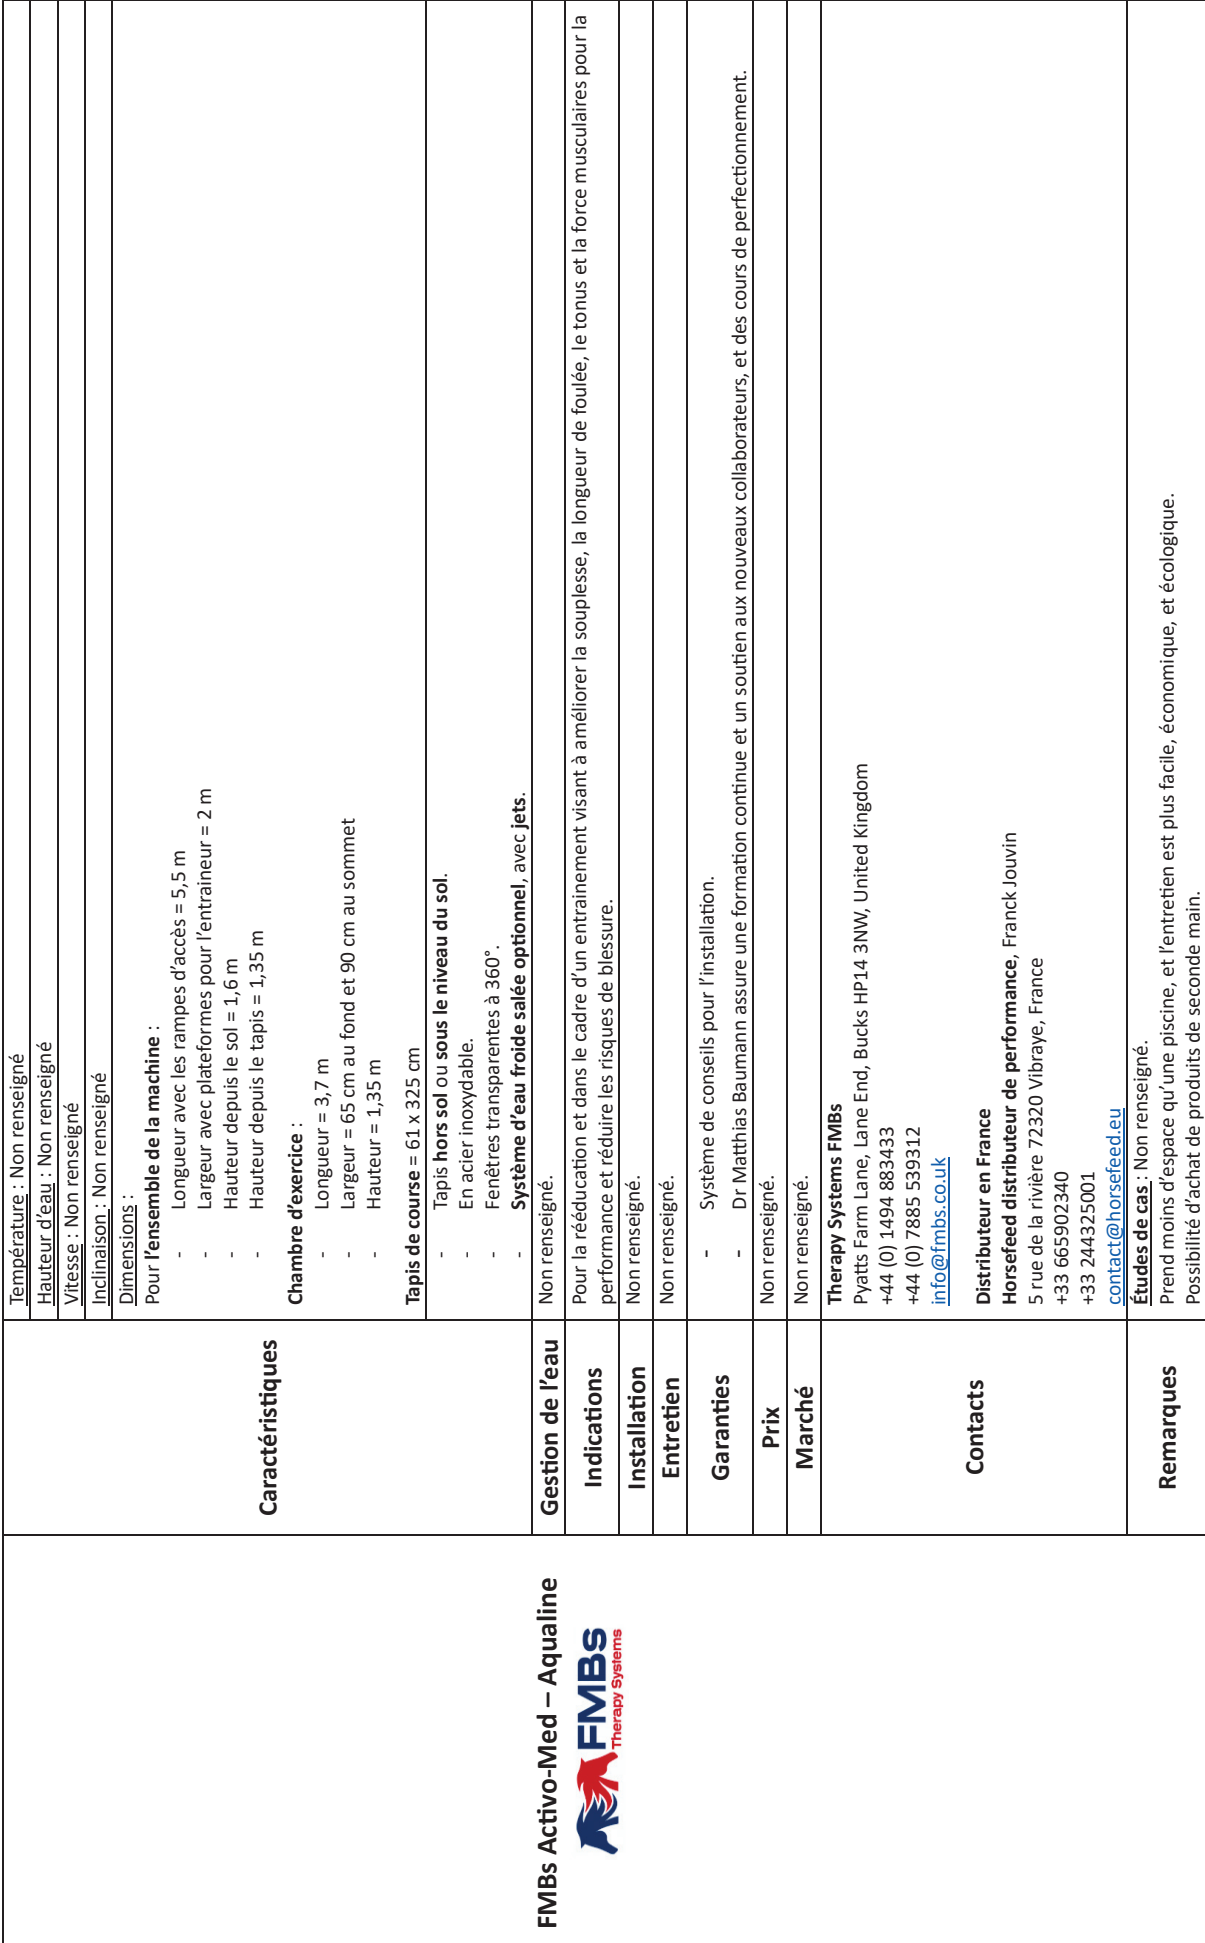 FMBs Activo-Med – Aqualine
FMBs
Therapy Systems
Caractéristiques
Température : Non renseigné
Hauteur d'eau : Non renseigné
Vitesse : Non renseigné
Inclinaison : Non renseigné
Dimensions :
Pour l'ensemble de la machine :
- Longueur avec les rampes d'accès = 5,5 m
- Largeur avec plateformes pour l'entraineur = 2 m
- Hauteur depuis le sol = 1,6 m
- Hauteur depuis le tapis = 1,35 m
Chambre d'exercice :
- Longueur = 3,7 m
- Largeur = 65 cm au fond et 90 cm au sommet
- Hauteur = 1,35 m
Tapis de course = 61 x 325 cm
- Tapis hors sol ou sous le niveau du sol.
- En acier inoxydable.
- Fenêtres transparentes à 360°.
- Système d'eau froide salée optionnel, avec jets.
Gestion de l'eau
Non renseigné.
Indications
Pour la rééducation et dans le cadre d'un entrainement visant à améliorer la souplesse, la longueur de foulée, le tonus et la force musculaires pour la
performance et réduire les risques de blessure.
Installation
Non renseigné.
Entretien
Non renseigné.
Garanties
- Système de conseils pour l'installation.
- Dr Matthias Baumann assure une formation continue et un soutien aux nouveaux collaborateurs, et des cours de perfectionnement.
Prix
Non renseigné.
Marché
Non renseigné.
Contacts
Therapy Systems FMBs
Pyatts Farm Lane, Lane End, Bucks HP14 3NW, United Kingdom
+44 (0) 1494 883433
+44 (0) 7885 539312
info@fmbs.co.uk
Distributeur en France
Horsefeed distributeur de performance, Franck Jouvin
5 rue de la rivière 72320 Vibraye, France
+33 665902340
+33 244325001
contact@horsefeed.eu
Remarques
Études de cas : Non renseigné.
Prend moins d'espace qu'une piscine, et l'entretien est plus facile, économique, et écologique.
Possibilité d'achat de produits de seconde main.